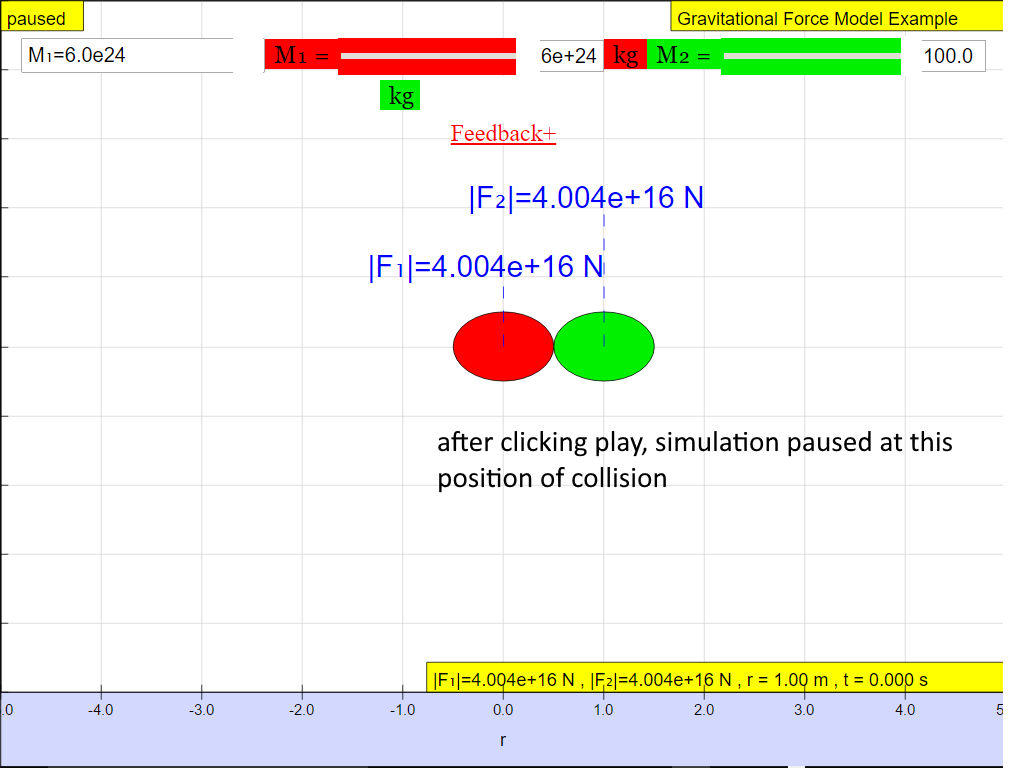 paused
Gravitational Force Model Example
M₁=6.0e24
M₁ =
6e+24
kg
M₂ =
100.0
kg
Feedback+
|F₂|=4.004e+16 N
|F₁|=4.004e+16 N
after clicking play, simulation paused at this
position of collision
|F₁|=4.004e+16 N , |F₂|=4.004e+16 N , r = 1.00 m , t = 0.000 s
.0 -4.0 -3.0 -2.0 -1.0 0.0 1.0 2.0 3.0 4.0 5
r